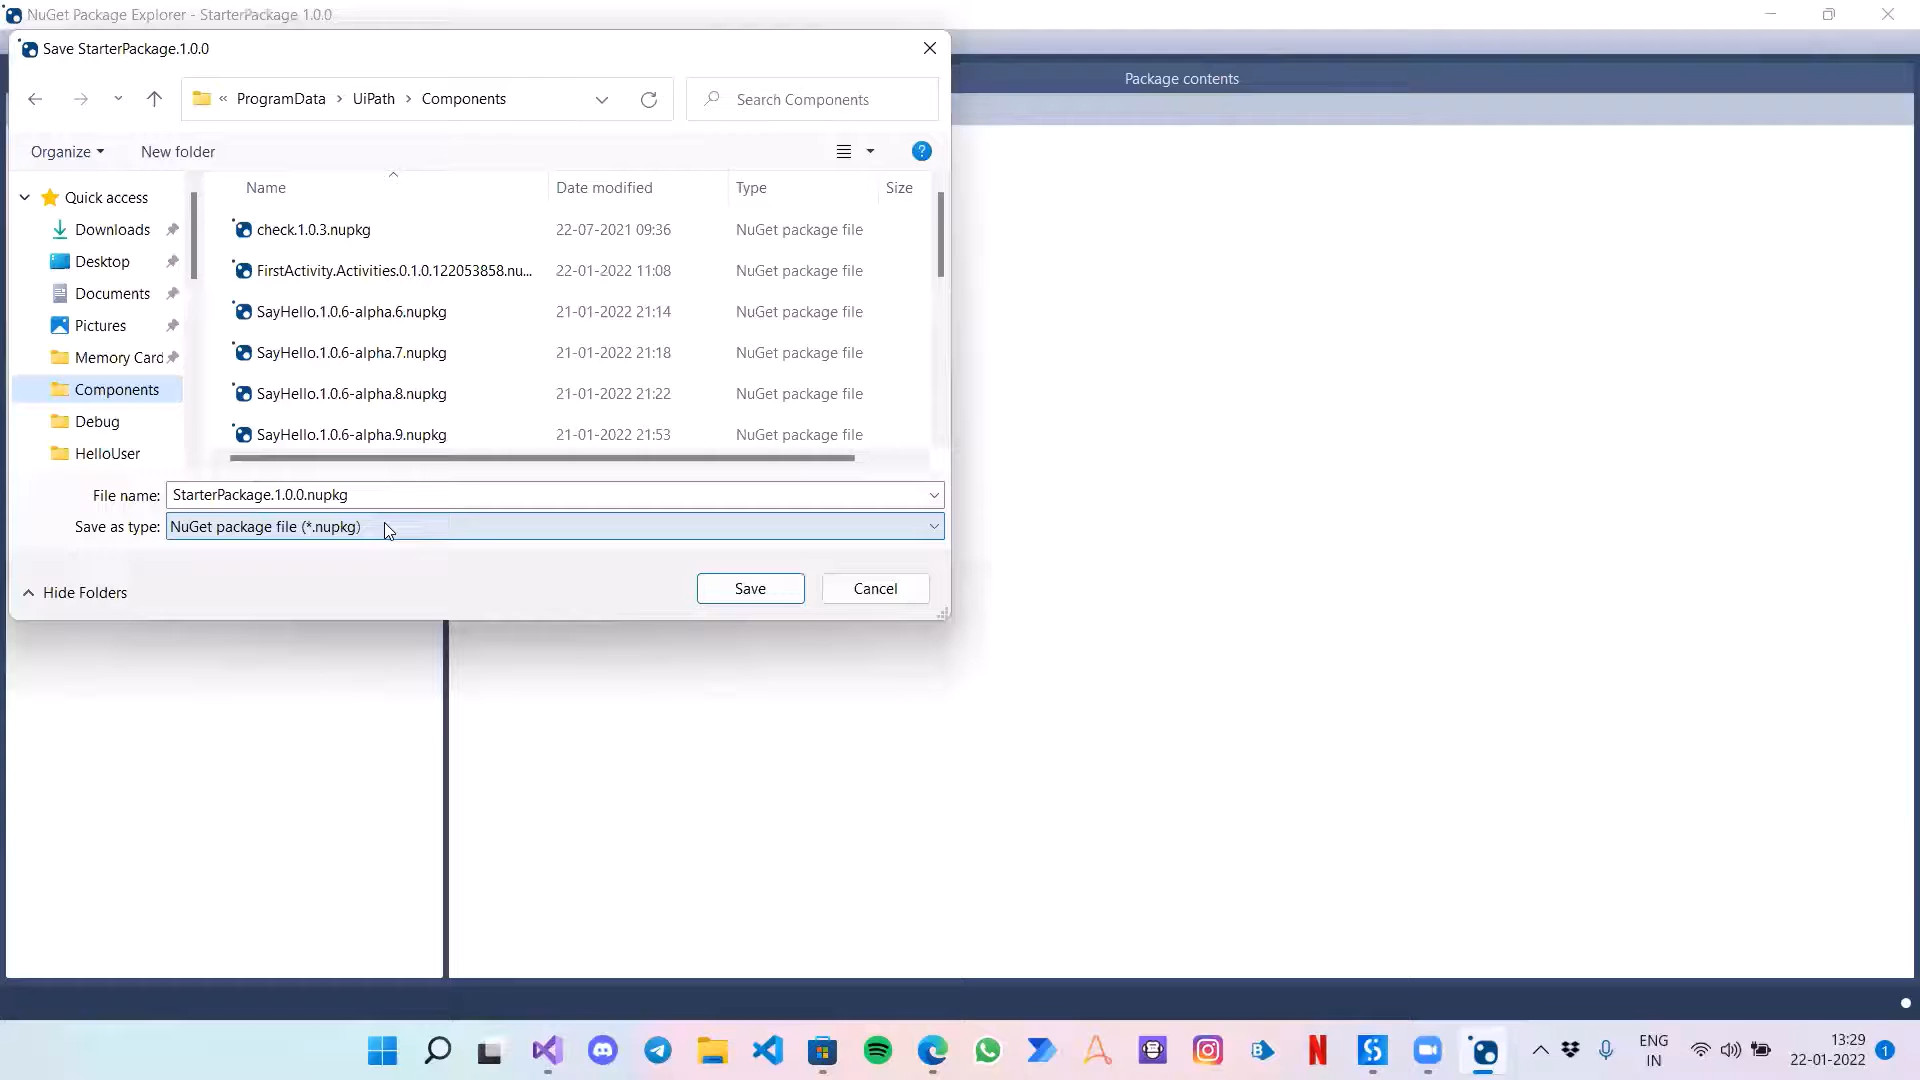 NuGet Package Explorer - StarterPackage 1.0.0
Save StarterPackage.1.0.0
« ProgramData › UiPath › Components
Search Components
Package contents
Organize
New folder
Name
Date modified
Type
Size
Quick access
Downloads
Desktop
Documents
Pictures
Memory Card
Components
Debug
HelloUser
check.1.0.3.nupkg 22-07-2021 09:36 NuGet package file
FirstActivity.Activities.0.1.0.122053858.nu... 22-01-2022 11:08 NuGet package file
SayHello.1.0.6-alpha.6.nupkg 21-01-2022 21:14 NuGet package file
SayHello.1.0.6-alpha.7.nupkg 21-01-2022 21:18 NuGet package file
SayHello.1.0.6-alpha.8.nupkg 21-01-2022 21:22 NuGet package file
SayHello.1.0.6-alpha.9.nupkg 21-01-2022 21:53 NuGet package file
File name: StarterPackage.1.0.0.nupkg
Save as type: NuGet package file (*.nupkg)
Hide Folders
Save
Cancel
ENG
IN
13:29
22-01-2022
1